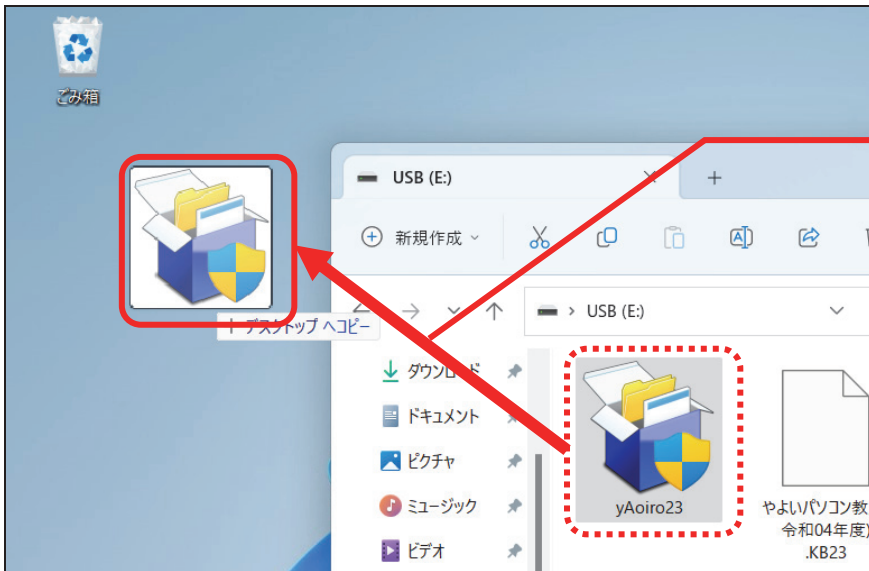 ごみ箱
USB (E:)
新規作成
USB (E:)
+ デスクトップ へコピー
ダウンロード
ドキュメント
ピクチャ
ミュージック
ビデオ
yAoiro23
やよいパソコン教
令和04年度)
.KB23